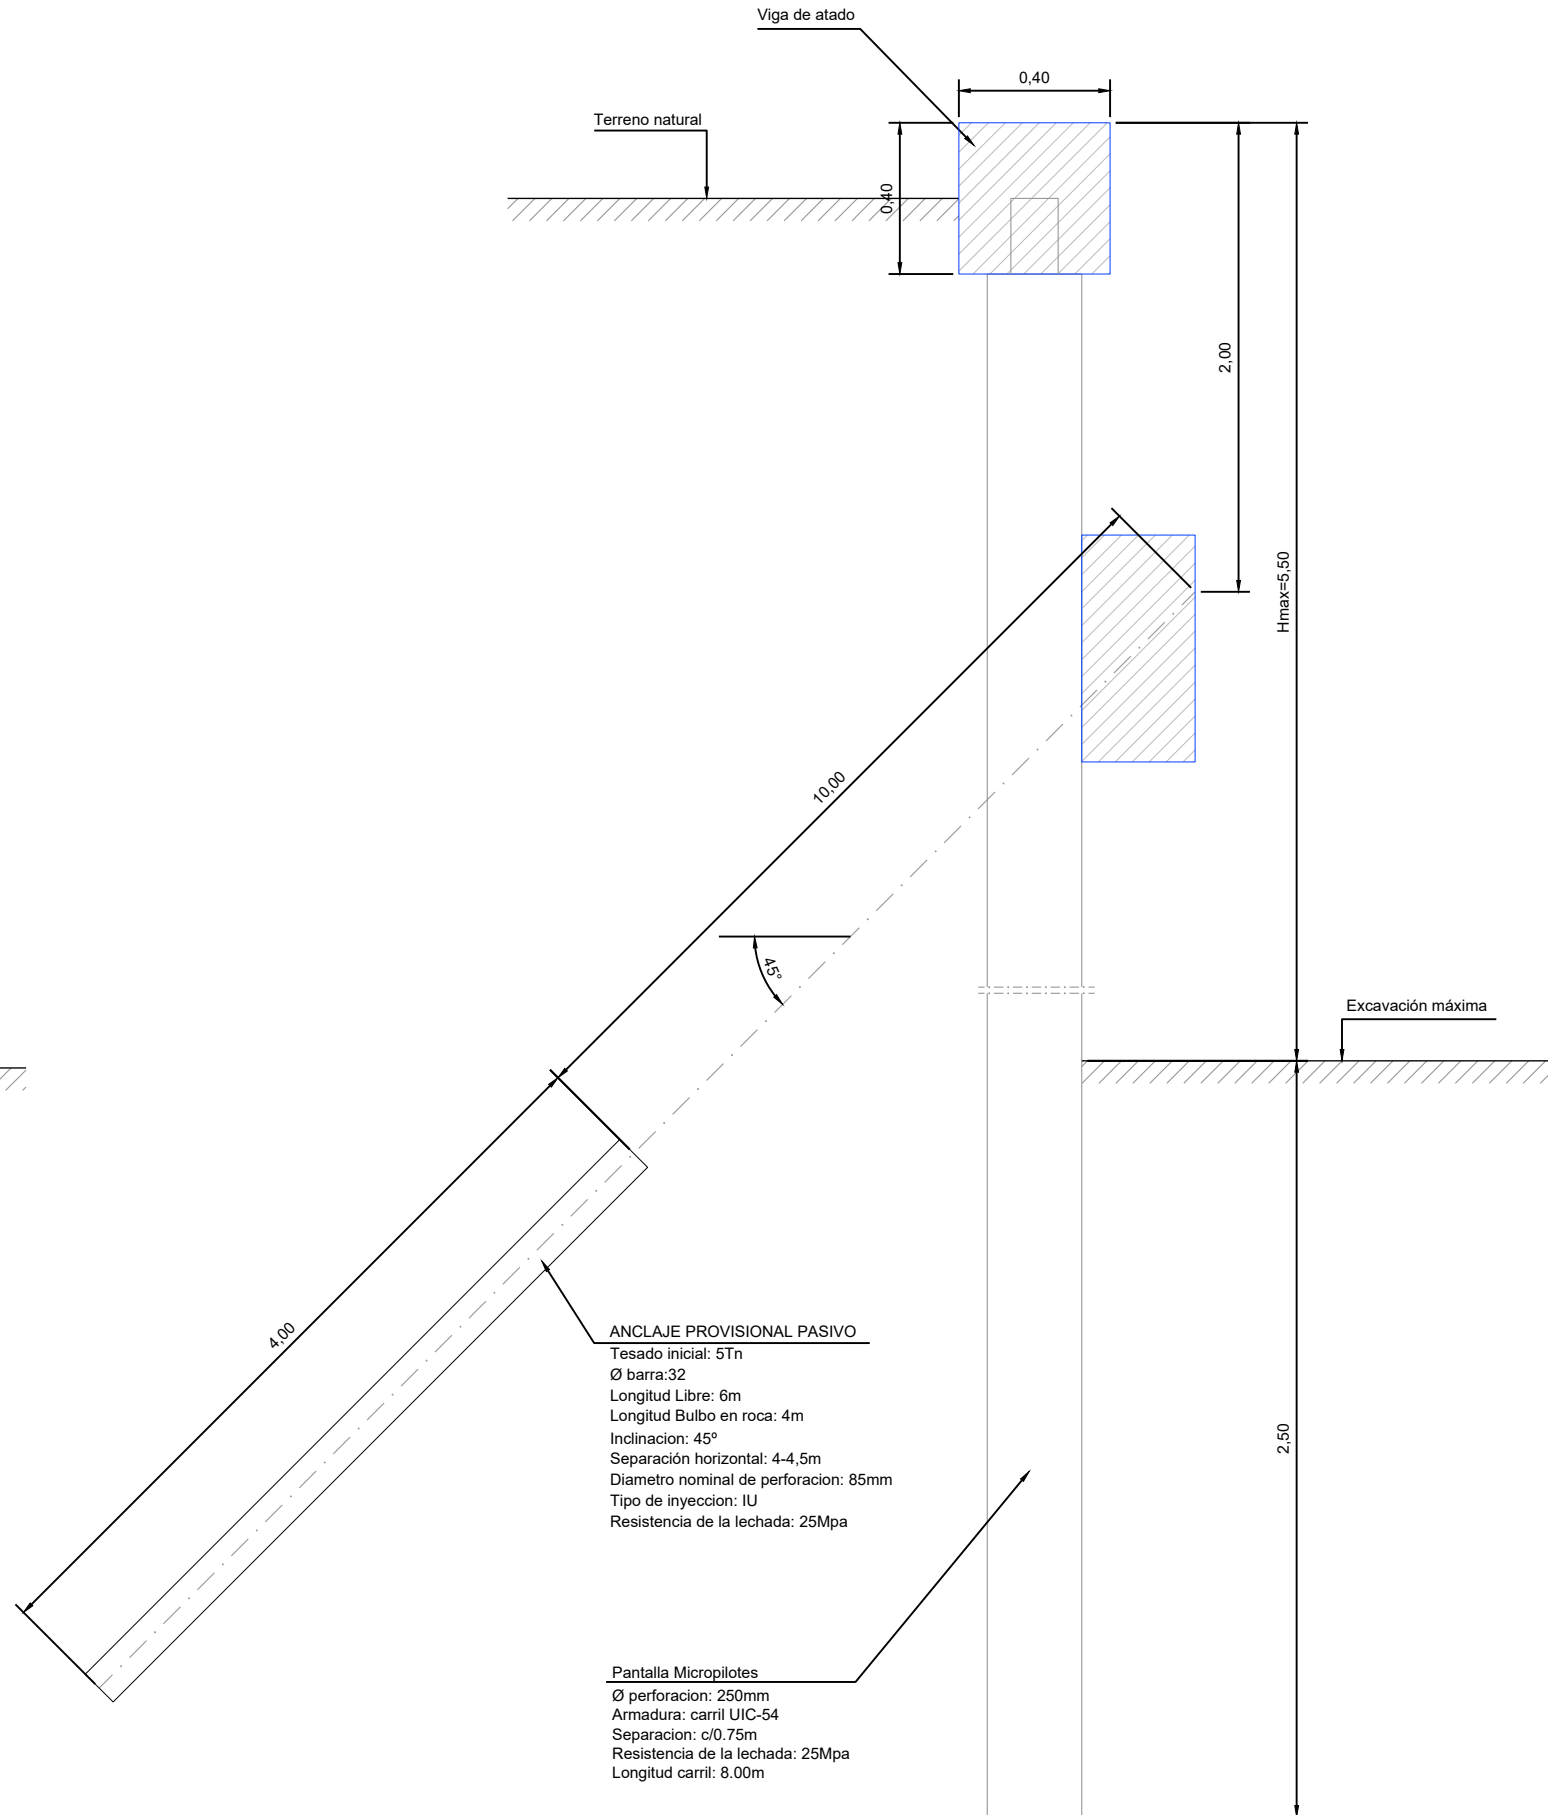 Viga de atado
0,40
Terreno natural
0,40
2,00
Hmax=5,50
10,00
45°
Excavación máxima
4,00
ANCLAJE PROVISIONAL PASIVO
Tesado inicial: 5Tn
Ø barra:32
Longitud Libre: 6m
Longitud Bulbo en roca: 4m
Inclinacion: 45º
Separación horizontal: 4-4,5m
Diametro nominal de perforacion: 85mm
Tipo de inyeccion: IU
Resistencia de la lechada: 25Mpa
2,50
Pantalla Micropilotes
Ø perforacion: 250mm
Armadura: carril UIC-54
Separacion: c/0.75m
Resistencia de la lechada: 25Mpa
Longitud carril: 8.00m